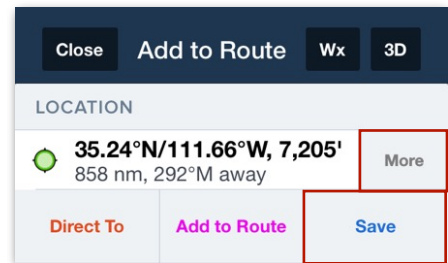 Close Add to Route Wx 3D
LOCATION
35.24°N/111.66°W, 7,205'
858 nm, 292°M away
More
Direct To Add to Route Save